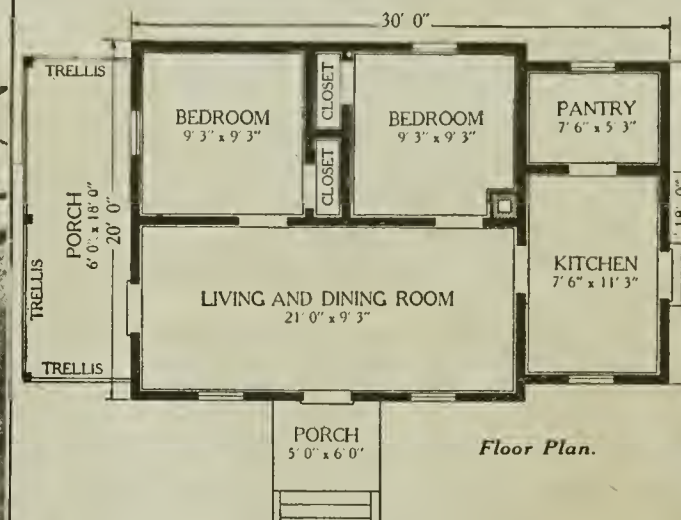 30' 0"
TRELLIS
CLOSET
BEDROOM
9' 3" x 9' 3"
BEDROOM
9' 3" x 9' 3"
PANTRY
7' 6" x 5' 3"
PORCH
6' 0" x 18' 0"
20' 0"
CLOSET
18' 0"
TRELLIS
LIVING AND DINING ROOM
21' 0" x 9' 3"
KITCHEN
7' 6" x 11' 3"
TRELLIS
PORCH
5' 0" x 6' 0"
Floor Plan.